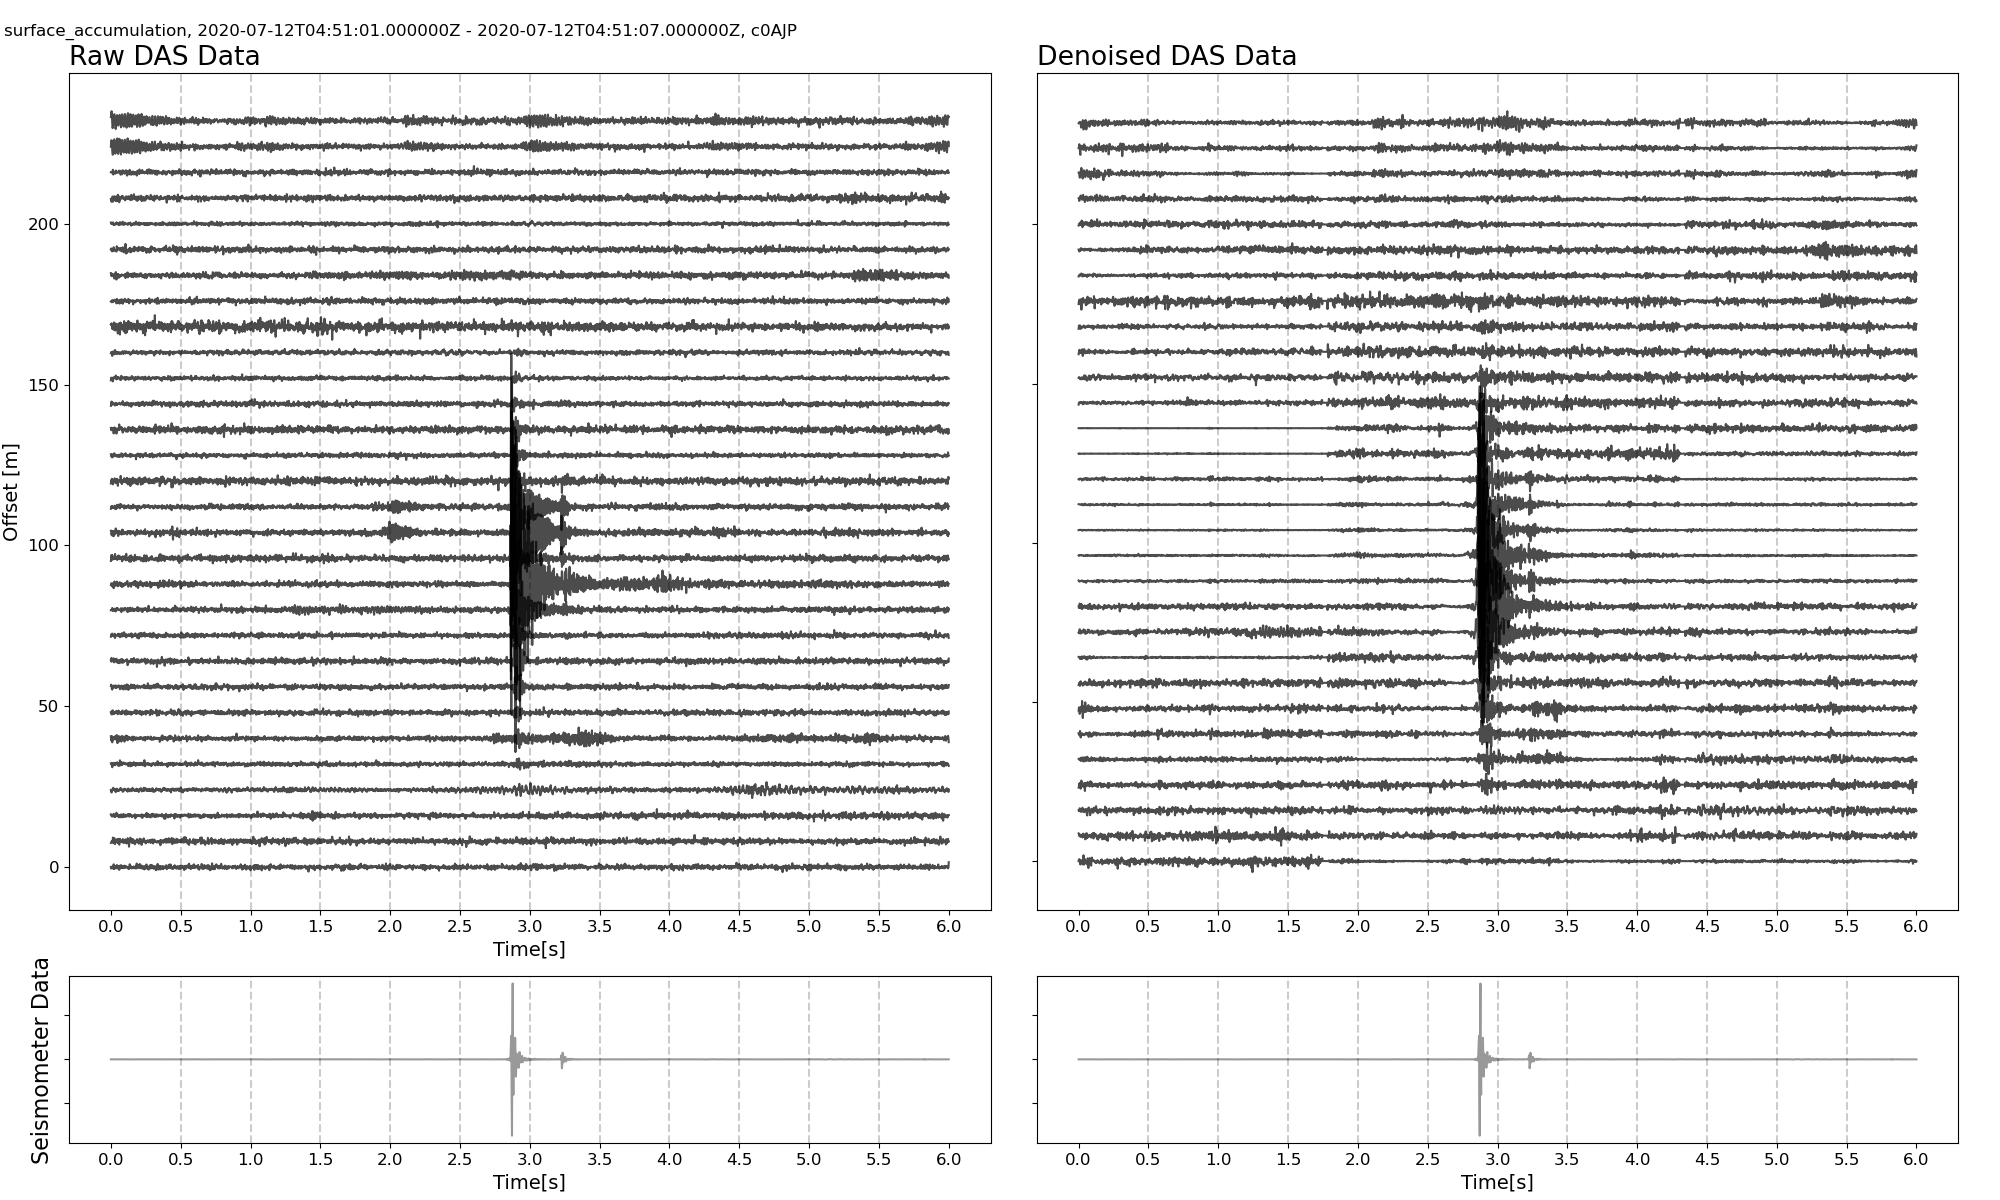 surface_accumulation, 2020-07-12T04:51:01.000000Z - 2020-07-12T04:51:07.000000Z, c0AJP
Raw DAS Data
Denoised DAS Data
Offset [m]
200
150
100
50
0
0.0 0.5 1.0 1.5 2.0 2.5 3.0 3.5 4.0 4.5 5.0 5.5 6.0
Time[s]
0.0 0.5 1.0 1.5 2.0 2.5 3.0 3.5 4.0 4.5 5.0 5.5 6.0
Seismometer Data
0.0 0.5 1.0 1.5 2.0 2.5 3.0 3.5 4.0 4.5 5.0 5.5 6.0
Time[s]
0.0 0.5 1.0 1.5 2.0 2.5 3.0 3.5 4.0 4.5 5.0 5.5 6.0
Time[s]